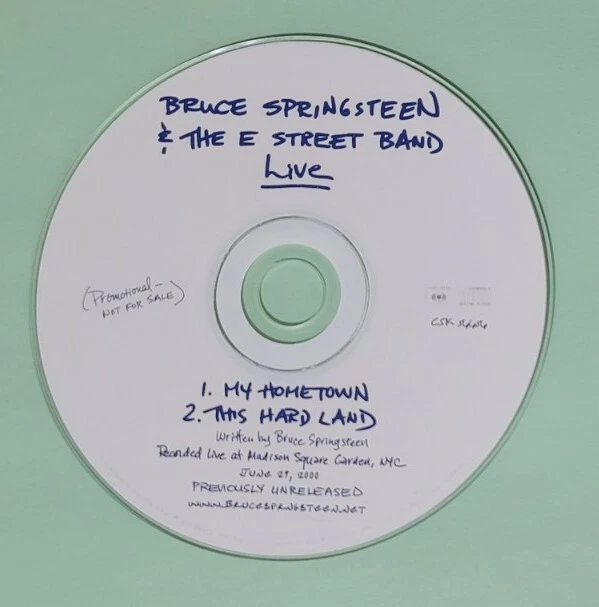 BRUCE SPRINGSTEEN
& THE E STREET BAND
Live
(Promotional-
NOT FOR SALE)
CSK
1. MY HOMETOWN
2. THIS HARD LAND
Written by Bruce Springsteen
Recorded Live at Madison Square Garden, NYC
JUNE 29, 2000
PREVIOUSLY UNRELEASED
WWW.BRUCESPRINGSTEEN.NET